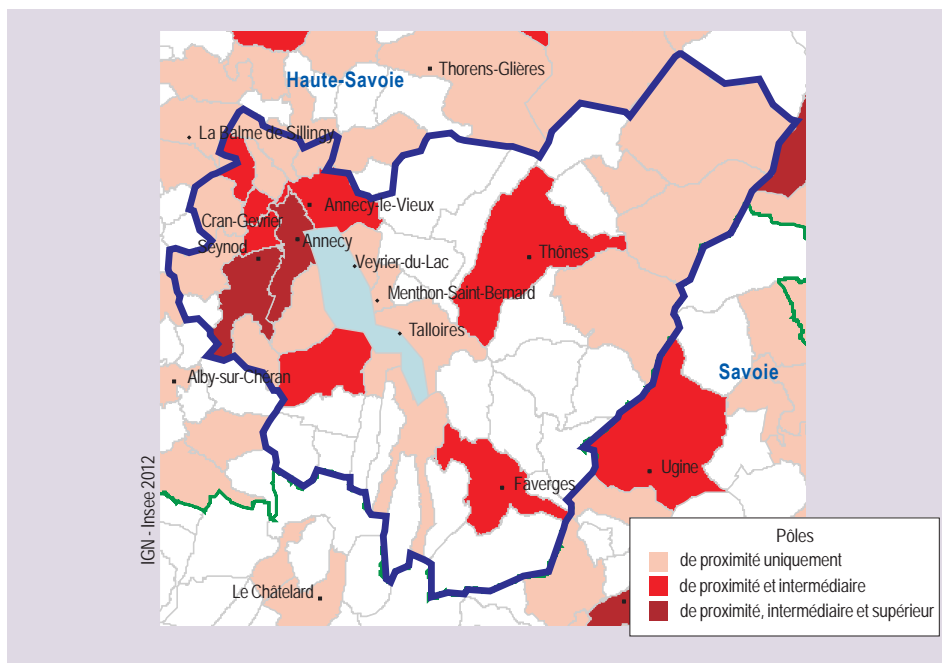 Thorens-Glières
Haute-Savoie
La Balme de Sillingy
Annecy-le-Vieux
Cran-Gevrier
Annecy
Seynod
Thônes
Veyrier-du-Lac
Menthon-Saint-Bernard
Talloires
Alby-sur-Chéran
Savoie
Ugine
Faverges
Le Châtelard
IGN - Insee 2012
Pôles
de proximité uniquement
de proximité et intermédiaire
de proximité, intermédiaire et supérieur